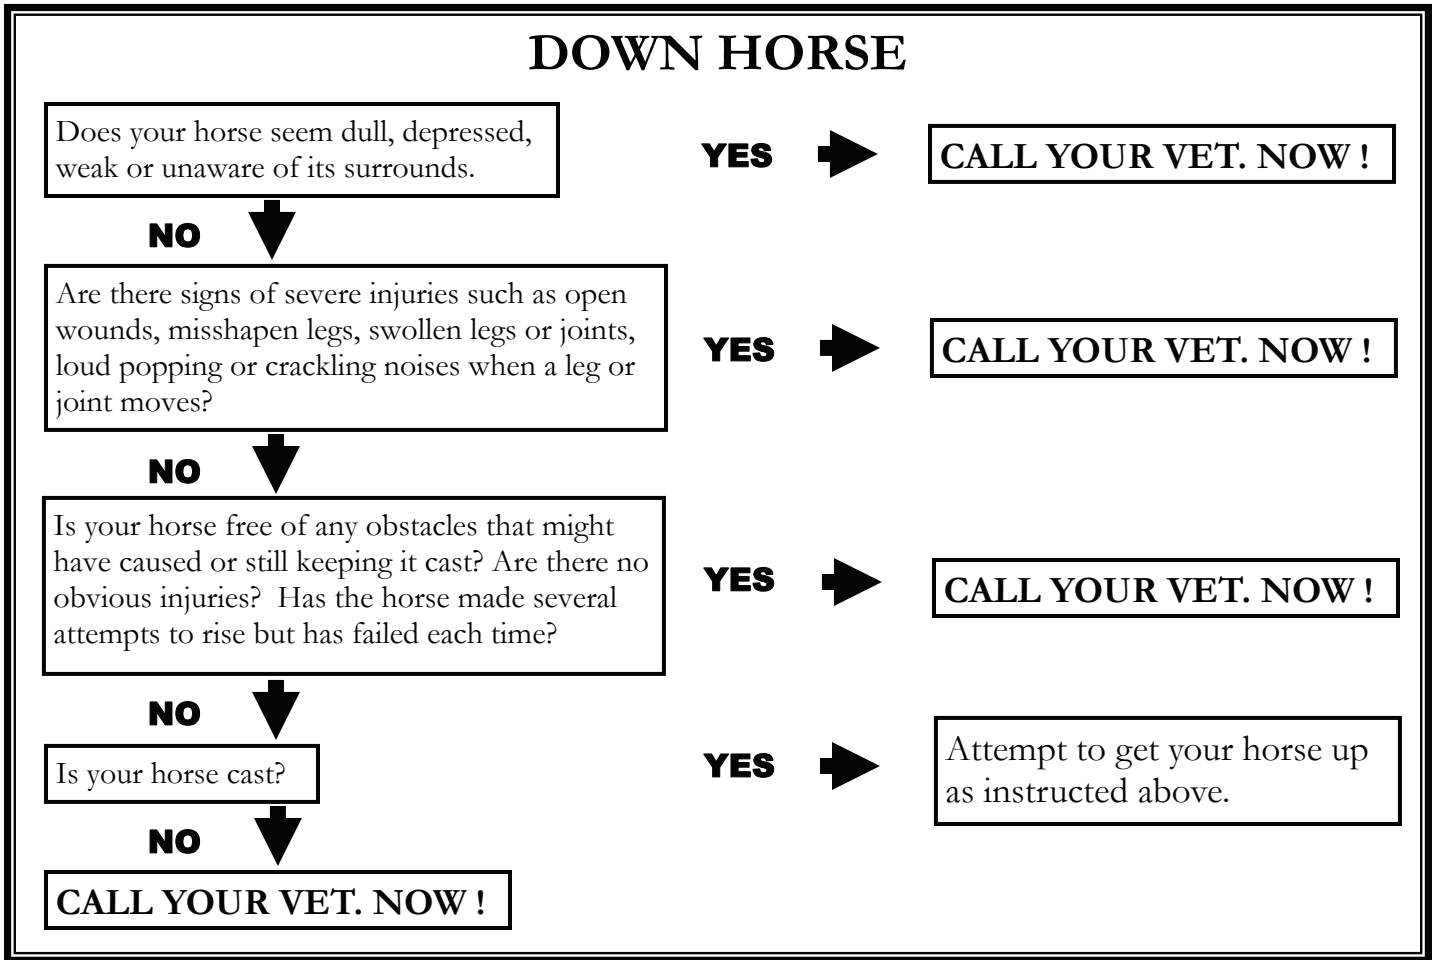 DOWN HORSE
Does your horse seem dull, depressed,
weak or unaware of its surrounds.
YES
CALL YOUR VET. NOW !
NO
Are there signs of severe injuries such as open
wounds, misshapen legs, swollen legs or joints,
loud popping or crackling noises when a leg or
joint moves?
YES
CALL YOUR VET. NOW !
NO
Is your horse free of any obstacles that might
have caused or still keeping it cast? Are there no
obvious injuries?  Has the horse made several
attempts to rise but has failed each time?
YES
CALL YOUR VET. NOW !
NO
Is your horse cast?
YES
Attempt to get your horse up
as instructed above.
NO
CALL YOUR VET. NOW !